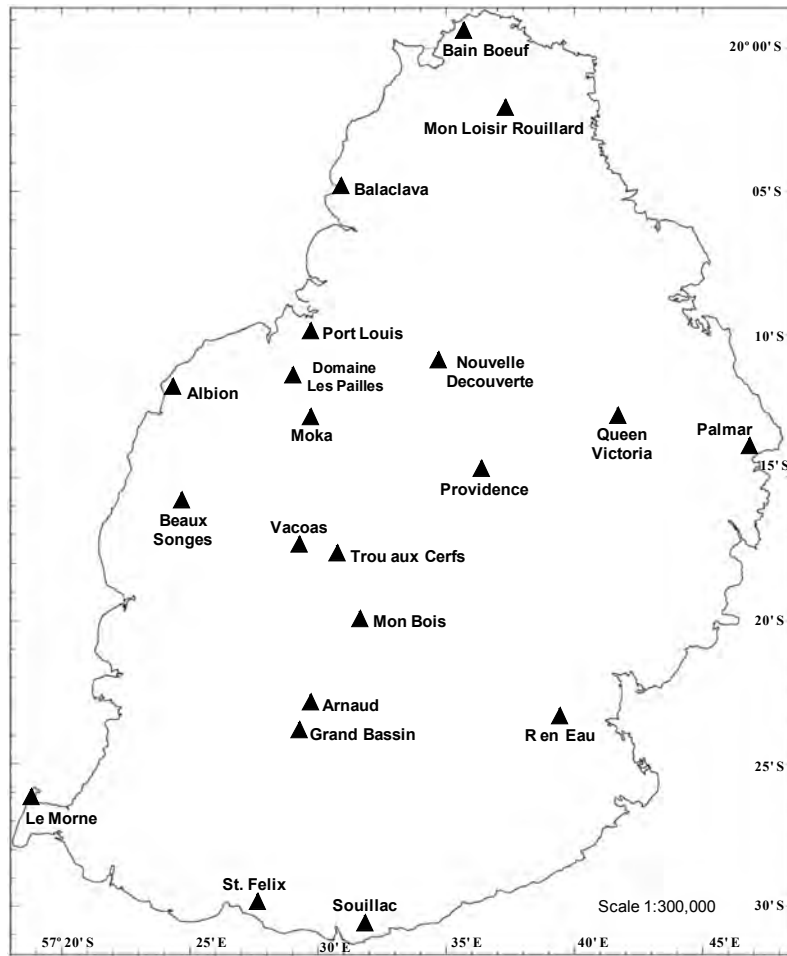 Bain Boeuf
20° 00' S
Mon Loisir Rouillard
Balaclava
05' S
Port Louis
10' S
Domaine
Les Pailles
Nouvelle
Decouverte
Albion
Moka
Queen
Victoria
Palmar
15' S
Providence
Beaux
Songes
Vacoas
Trou aux Cerfs
Mon Bois
20' S
Arnaud
Grand Bassin
R en Eau
25' S
Le Morne
St. Felix
Souillac
Scale 1:300,000
30' S
57° 20' S
25' E
30' E
35' E
40' E
45' E